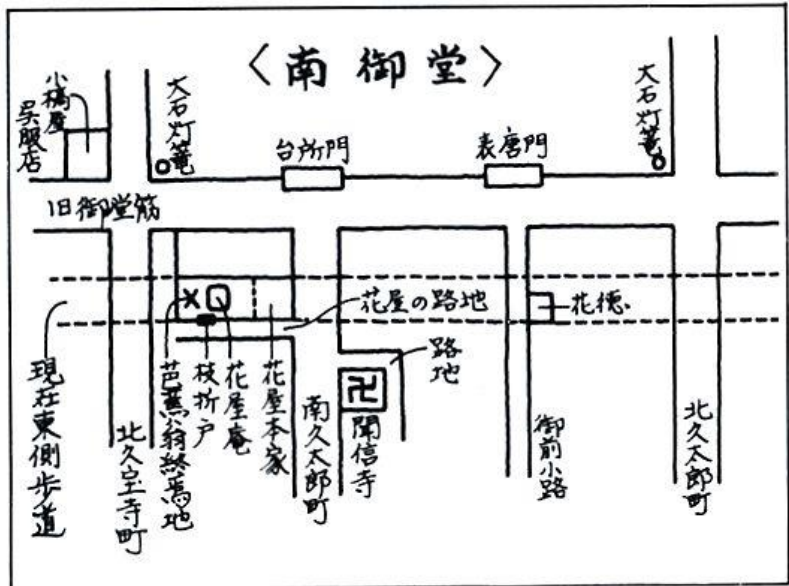 〈南御堂〉
小橋屋
呉服店
大石灯篭
台所門
表唐門
大石灯篭
旧御堂筋
花屋の路地
花徳
路地
現在東側歩道
北久宝寺町
芭蕉翁終焉地
枝折戸
花屋庵
花屋本家
南久太郎町
卍
聞信寺
御前小路
北久太郎町